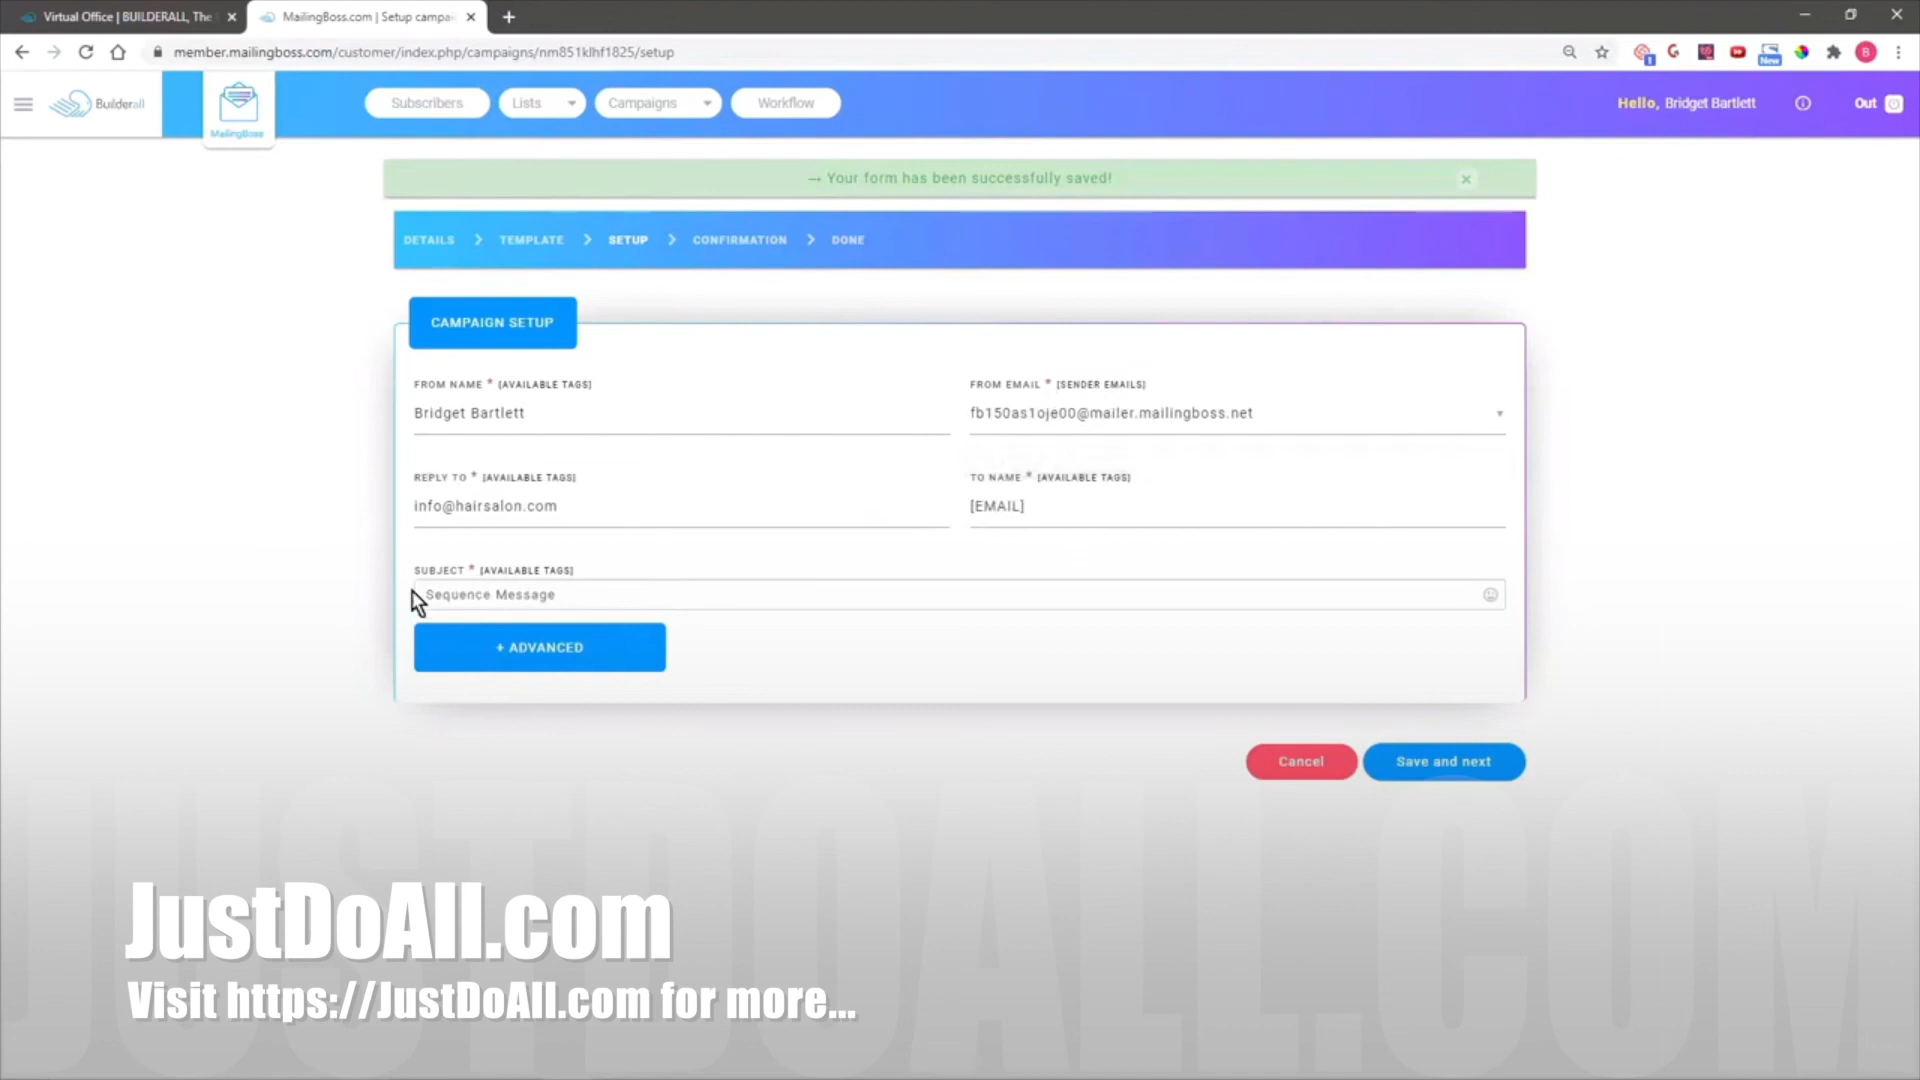 Virtual Office | BUILDERALL, The
MailingBoss.com | Setup campai
member.mailingboss.com/customer/index.php/campaigns/nm851klhf1825/setup
New
B
Builderall
MailingBoss
Subscribers
Lists
Campaigns
Workflow
Hello, Bridget Bartlett
Out
→ Your form has been successfully saved!
DETAILS > TEMPLATE > SETUP > CONFIRMATION > DONE
CAMPAIGN SETUP
FROM NAME * [AVAILABLE TAGS]
Bridget Bartlett
FROM EMAIL * [SENDER EMAILS]
fb150as1oje00@mailer.mailingboss.net
REPLY TO * [AVAILABLE TAGS]
info@hairsalon.com
TO NAME * [AVAILABLE TAGS]
[EMAIL]
SUBJECT * [AVAILABLE TAGS]
Sequence Message
+ ADVANCED
Cancel
Save and next
JUSTDOALL.COM
JustDoAll.com
Visit https://JustDoAll.com for more...